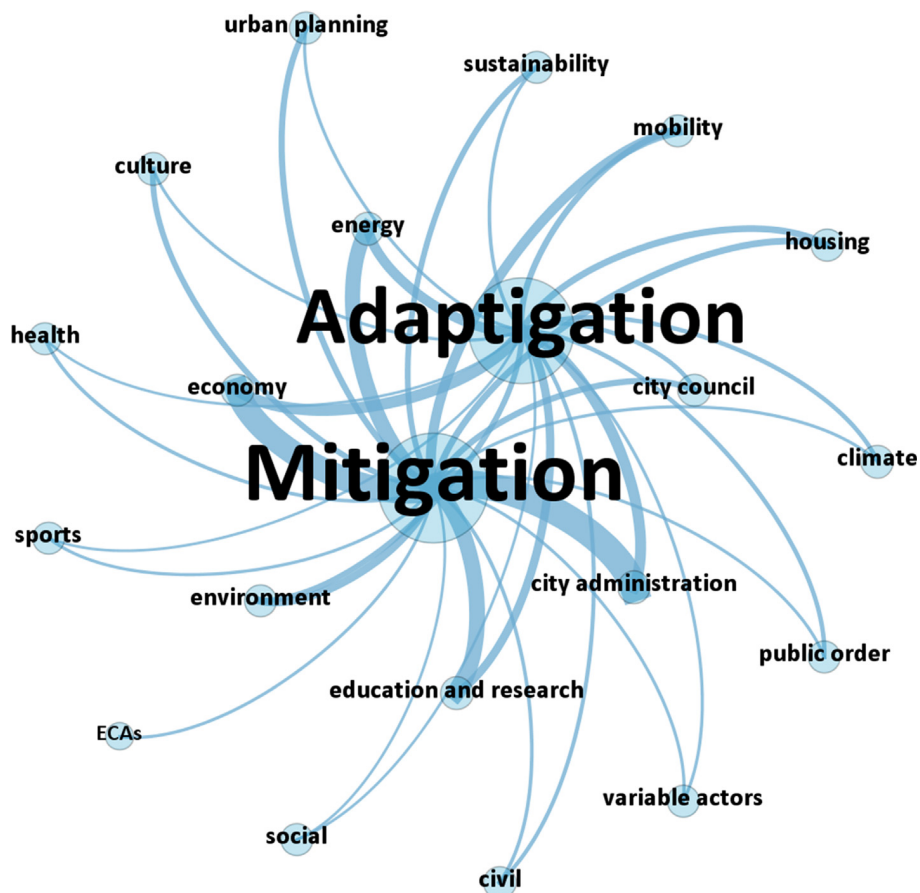 urban planning
sustainability
mobility
culture
energy
housing
Adaptigation
health
economy
city council
climate
Mitigation
sports
city administration
environment
public order
education and research
ECAs
variable actors
social
civil